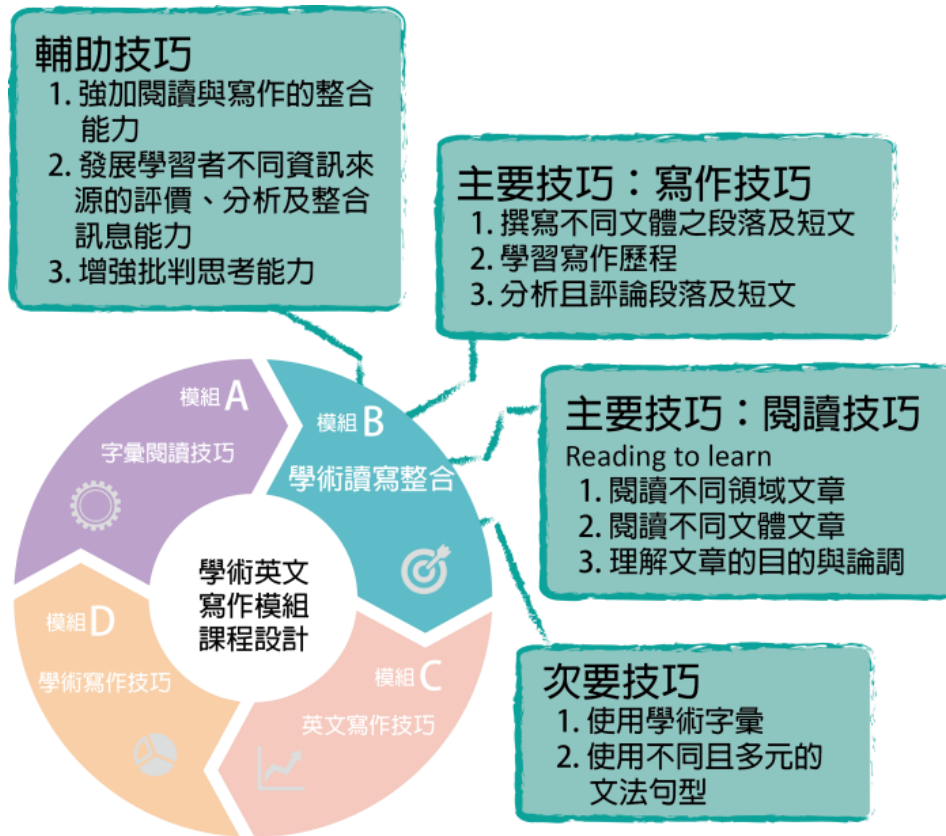 輔助技巧
1. 強加閱讀與寫作的整合
能力
2. 發展學習者不同資訊來
源的評價、分析及整合
訊息能力
3. 增強批判思考能力
主要技巧：寫作技巧
1. 撰寫不同文體之段落及短文
2. 學習寫作歷程
3. 分析且評論段落及短文
主要技巧：閱讀技巧
Reading to learn
1. 閱讀不同領域文章
2. 閱讀不同文體文章
3. 理解文章的目的與論調
次要技巧
1. 使用學術字彙
2. 使用不同且多元的
文法句型
模組A
字彙閱讀技巧
模組B
學術讀寫整合
模組C
英文寫作技巧
模組D
學術寫作技巧
學術英文
寫作模組
課程設計